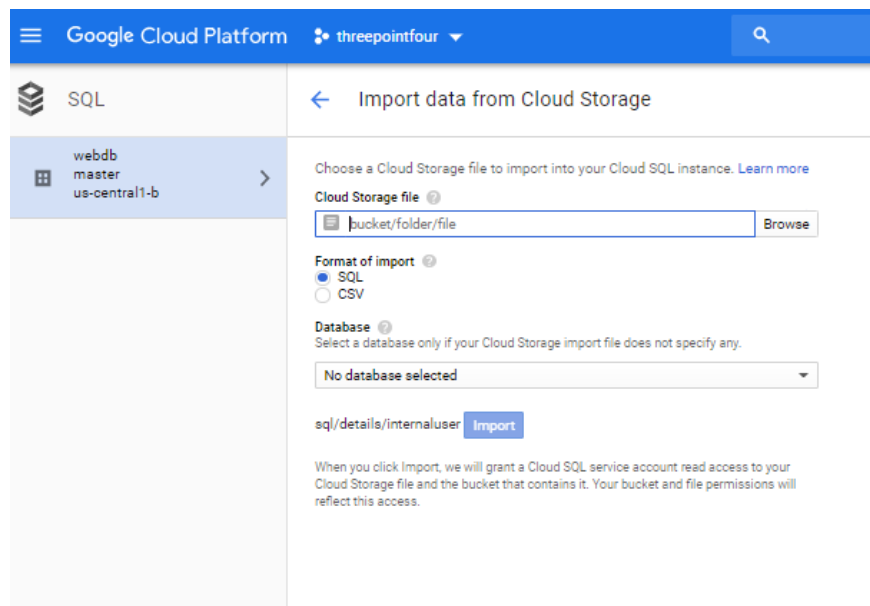 Google Cloud Platform threepointfour
SQL
Import data from Cloud Storage
webdb
master
us-central1-b
Choose a Cloud Storage file to import into your Cloud SQL instance. Learn more
Cloud Storage file ?
bucket/folder/file Browse
Format of import ?
SQL
CSV
Database ?
Select a database only if your Cloud Storage import file does not specify any.
No database selected
sql/details/internaluser Import
When you click Import, we will grant a Cloud SQL service account read access to your
Cloud Storage file and the bucket that contains it. Your bucket and file permissions will
reflect this access.